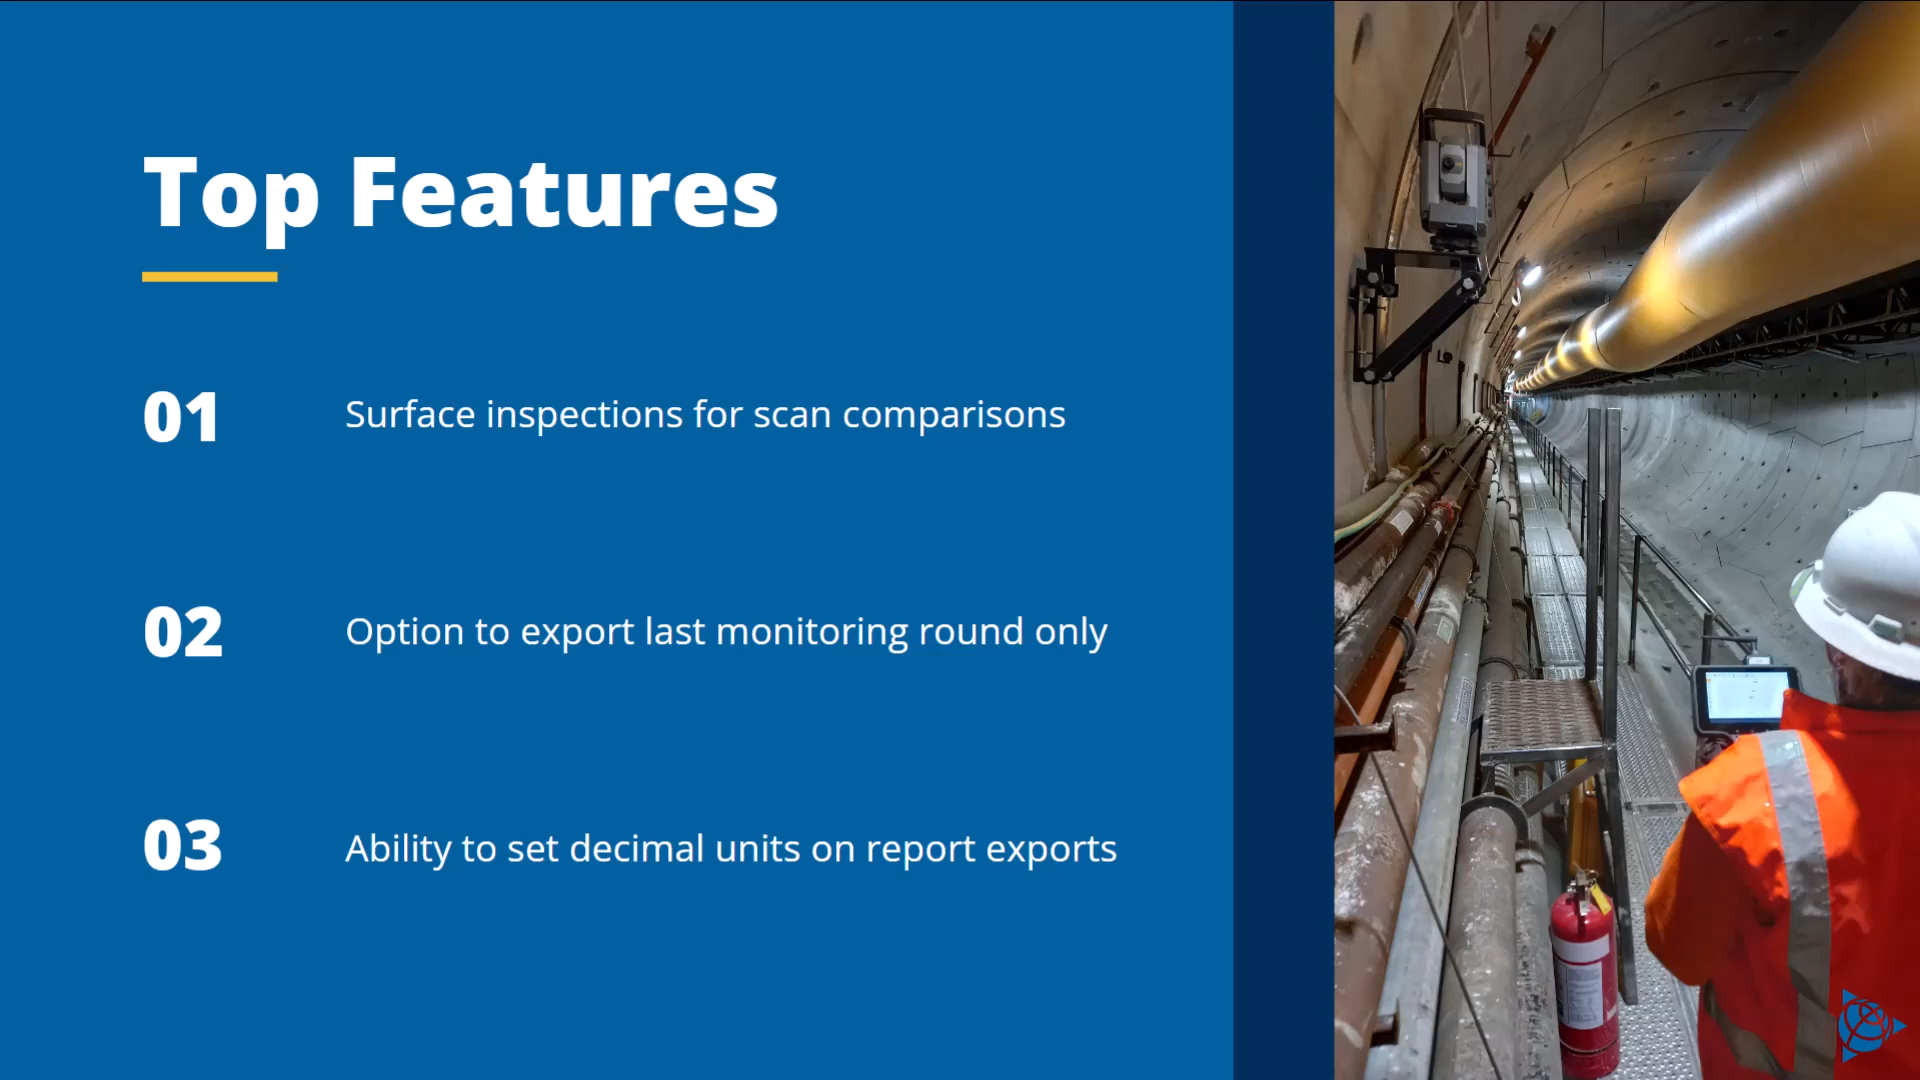 Top Features
01
Surface inspections for scan comparisons
02
Option to export last monitoring round only
03
Ability to set decimal units on report exports